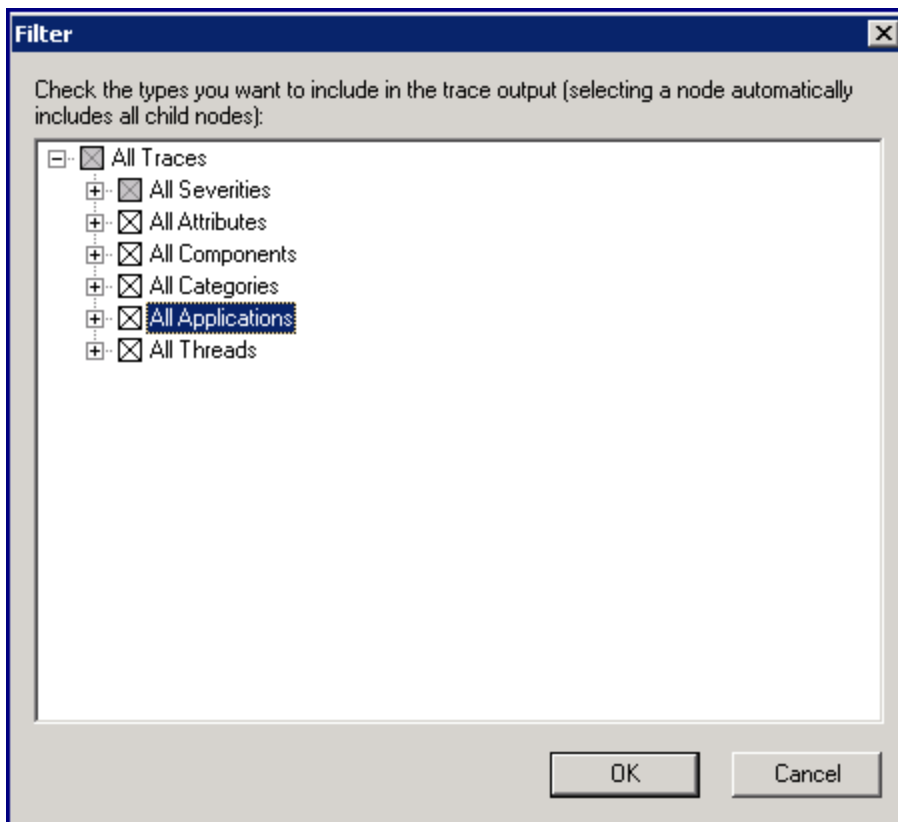 Filter
Check the types you want to include in the trace output (selecting a node automatically
includes all child nodes):
All Traces
All Severities
All Attributes
All Components
All Categories
All Applications
All Threads
OK
Cancel